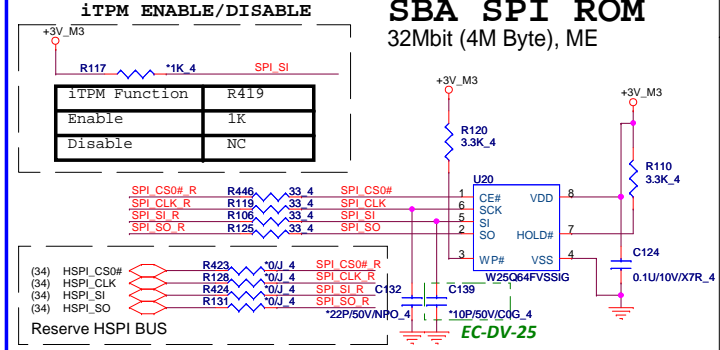 iTPM ENABLE/DISABLE
SBA SPI ROM
32Mbit (4M Byte), ME
+3V_M3
R117 *1K_4 SPI_SI
iTPM Function R419
Enable 1K
Disable NC
+3V_M3
R120
3.3K_4
+3V_M3
R110
3.3K_4
SPI_CS0#_R R446 33_4 SPI_CS0#
SPI_CLK_R R119 33_4 SPI_CLK
SPI_SI_R R106 33_4 SPI_SI
SPI_SO_R R125 33_4 SPI_SO
U20
1 CE# VDD 8
6 SCK
5 SI
2 SO HOLD# 7
3 WP# VSS 4
W25Q64FVSSIG
C124
0.1U/10V/X7R_4
(34) HSPI_CS0# R423 *0/J_4 SPI_CS0#_R
(34) HSPI_CLK R128 *0/J_4 SPI_CLK_R
(34) HSPI_SI R424 *0/J_4 SPI_SI_R
(34) HSPI_SO R131 *0/J_4 SPI_SO_R
Reserve HSPI BUS
C132
*22P/50V/NPO_4
C139
*10P/50V/C0G_4
EC-DV-25